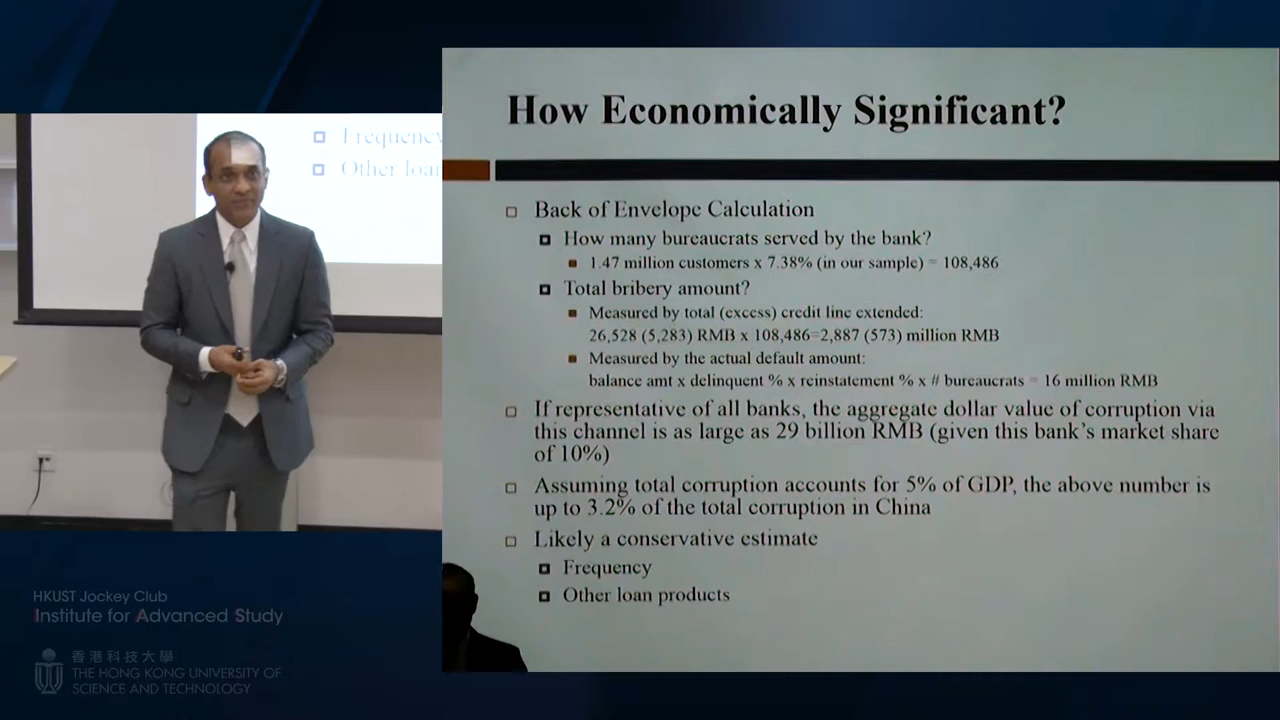 Frequency
Other loan
How Economically Significant?
Back of Envelope Calculation
How many bureaucrats served by the bank?
1.47 million customers x 7.38% (in our sample) = 108,486
Total bribery amount?
Measured by total (excess) credit line extended:
26,528 (5,283) RMB x 108,486=2,887 (573) million RMB
Measured by the actual default amount:
balance amt x delinquent % x reinstatement % x # bureaucrats = 16 million RMB
If representative of all banks, the aggregate dollar value of corruption via
this channel is as large as 29 billion RMB (given this bank's market share
of 10%)
Assuming total corruption accounts for 5% of GDP, the above number is
up to 3.2% of the total corruption in China
Likely a conservative estimate
Frequency
Other loan products
HKUST Jockey Club
Institute for Advanced Study
香港科技大學
THE HONG KONG UNIVERSITY OF
SCIENCE AND TECHNOLOGY